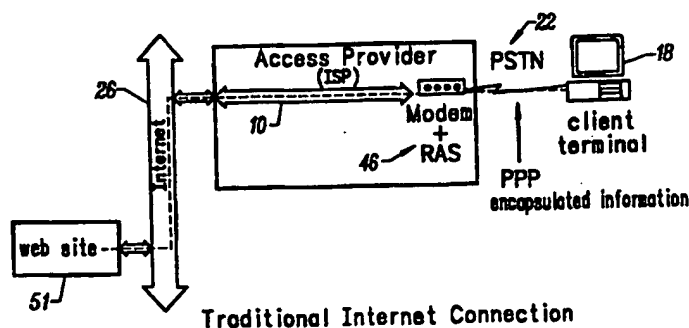 22
Access Provider
(ISP)
PSTN
18
26
10
Modem
+
RAS
46
client
terminal
Internet
PPP
encapsulated information
web site
51
Traditional Internet Connection